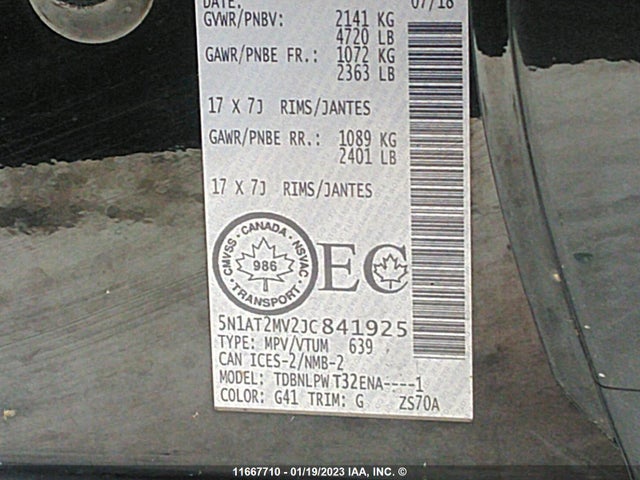 DATE: 07/18
GVWR/PNBV: 2141 KG
4720 LB
GAWR/PNBE FR.: 1072 KG
2363 LB
17 X 7J RIMS/JANTES
GAWR/PNBE RR.: 1089 KG
2401 LB
17 X 7J RIMS/JANTES
CMVSS · CANADA · NSVAC
986
· TRANSPORT ·
EC
5N1AT2MV2JC841925
TYPE: MPV/VTUM 639
CAN ICES-2/NMB-2
MODEL: TDBNLPW T32ENA----1
COLOR: G41 TRIM: G ZS70A
11667710 - 01/19/2023 IAA, INC. ©